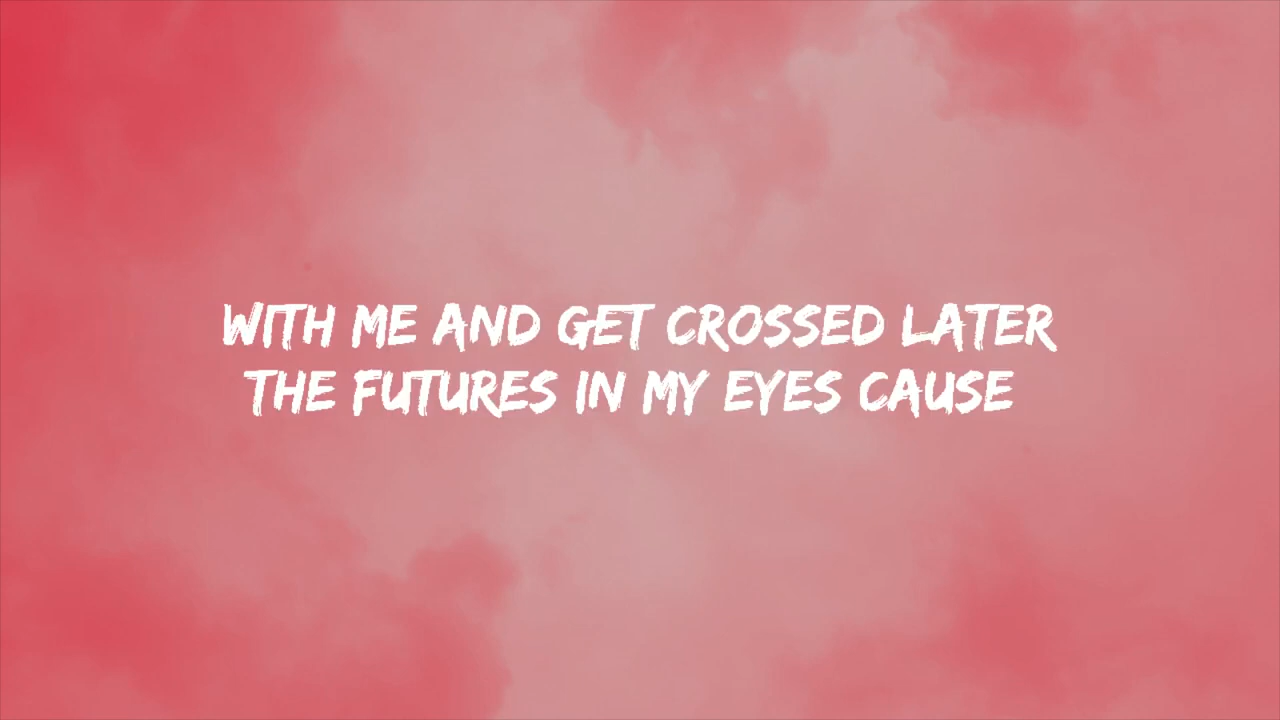 WITH ME AND GET CROSSED LATER
THE FUTURES IN MY EYES CAUSE